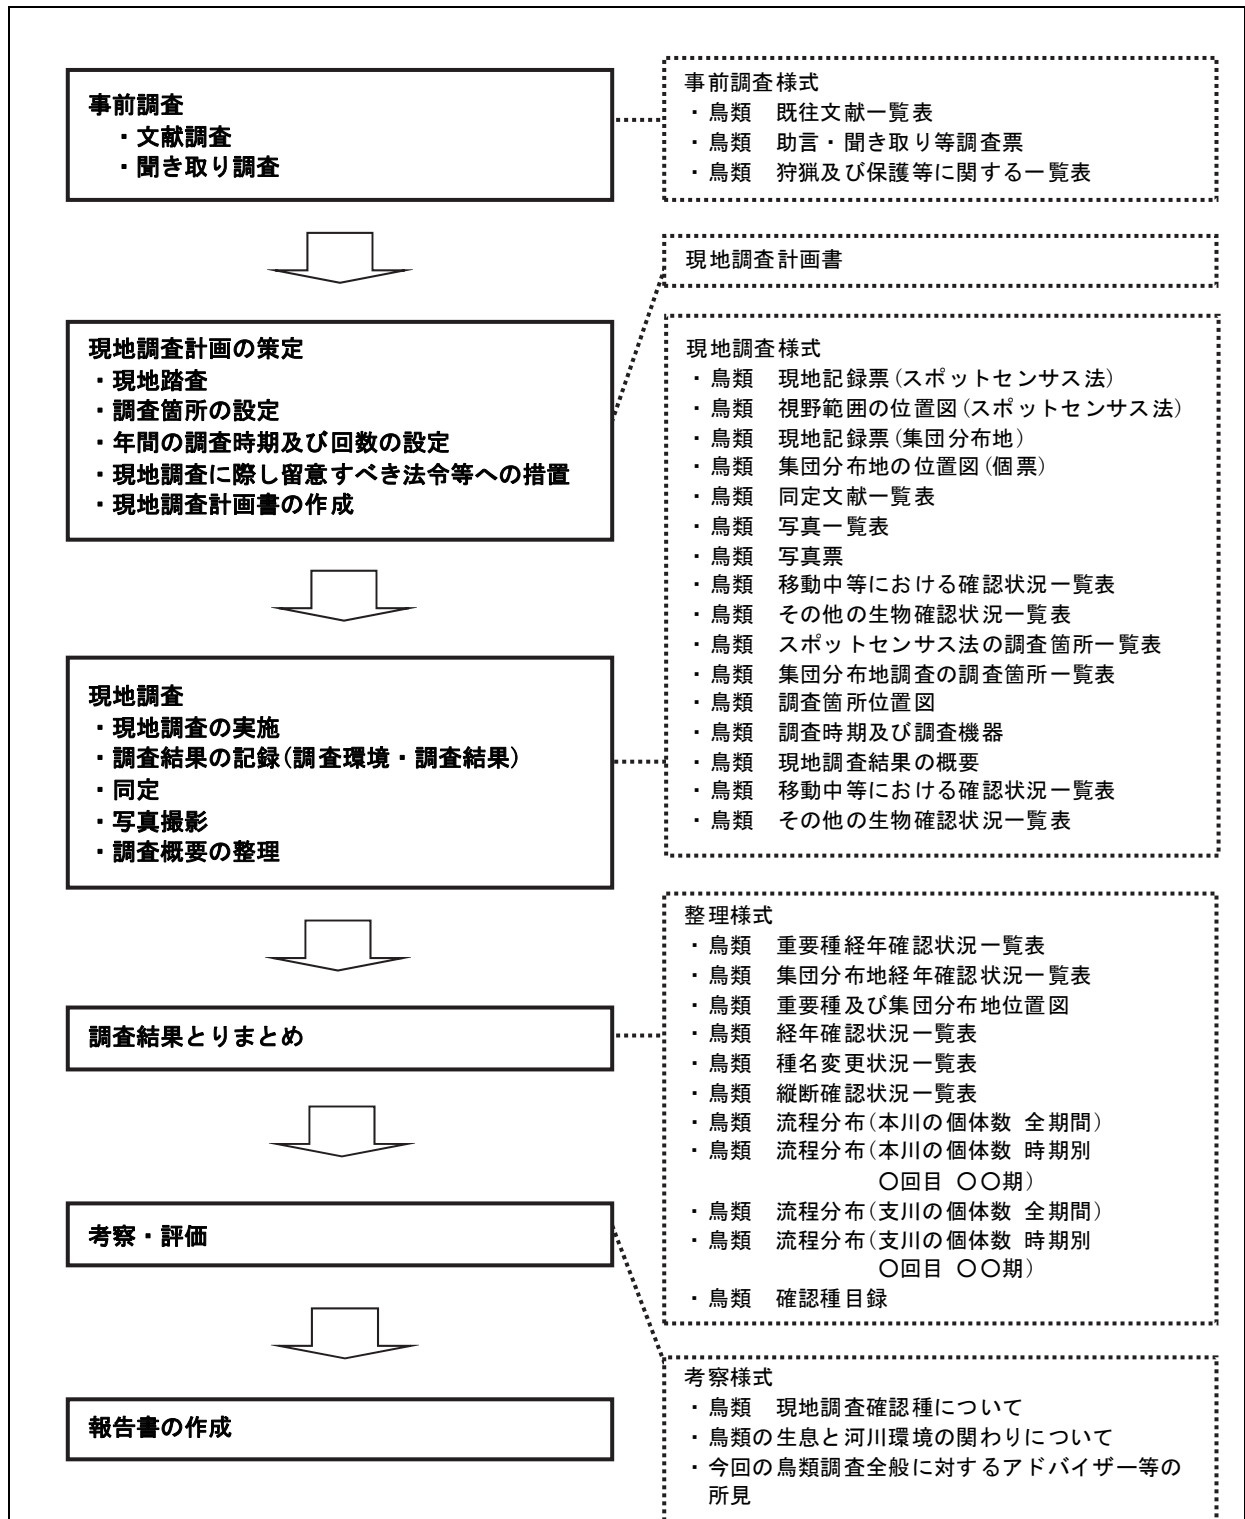 事前調査
・文献調査
・聞き取り調査
事前調査様式
・鳥類 既往文献一覧表
・鳥類 助言・聞き取り等調査票
・鳥類 狩猟及び保護等に関する一覧表
現地調査計画書
現地調査計画の策定
・現地踏査
・調査箇所の設定
・年間の調査時期及び回数の設定
・現地調査に際し留意すべき法令等への措置
・現地調査計画書の作成
現地調査様式
・鳥類 現地記録票(スポットセンサス法)
・鳥類 視野範囲の位置図(スポットセンサス法)
・鳥類 現地記録票(集団分布地)
・鳥類 集団分布地の位置図(個票)
・鳥類 同定文献一覧表
・鳥類 写真一覧表
・鳥類 写真票
・鳥類 移動中等における確認状況一覧表
・鳥類 その他の生物確認状況一覧表
・鳥類 スポットセンサス法の調査箇所一覧表
・鳥類 集団分布地調査の調査箇所一覧表
・鳥類 調査箇所位置図
・鳥類 調査時期及び調査機器
・鳥類 現地調査結果の概要
・鳥類 移動中等における確認状況一覧表
・鳥類 その他の生物確認状況一覧表
現地調査
・現地調査の実施
・調査結果の記録(調査環境・調査結果)
・同定
・写真撮影
・調査概要の整理
整理様式
・鳥類 重要種経年確認状況一覧表
・鳥類 集団分布地経年確認状況一覧表
・鳥類 重要種及び集団分布地位置図
・鳥類 経年確認状況一覧表
・鳥類 種名変更状況一覧表
・鳥類 縦断確認状況一覧表
・鳥類 流程分布(本川の個体数 全期間)
・鳥類 流程分布(本川の個体数 時期別
〇回目 〇〇期)
・鳥類 流程分布(支川の個体数 全期間)
・鳥類 流程分布(支川の個体数 時期別
〇回目 〇〇期)
・鳥類 確認種目録
調査結果とりまとめ
考察・評価
考察様式
・鳥類 現地調査確認種について
・鳥類の生息と河川環境の関わりについて
・今回の鳥類調査全般に対するアドバイザー等の
所見
報告書の作成